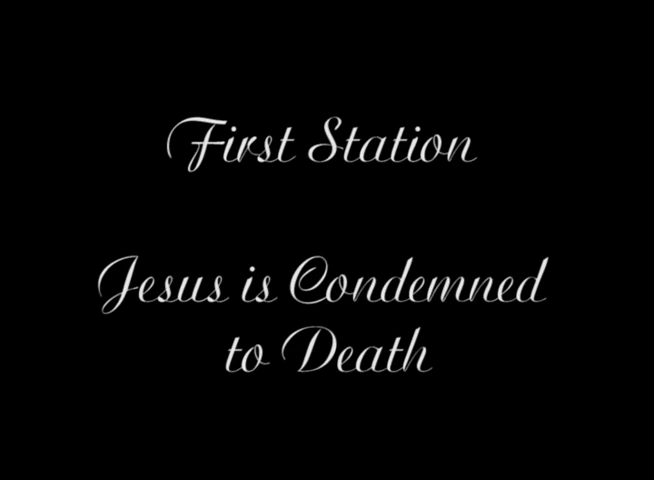 First Station
Jesus is Condemned
to Death